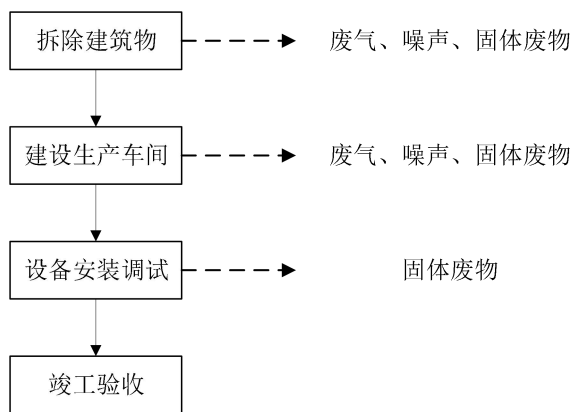 拆除建筑物
废气、噪声、固体废物
建设生产车间
废气、噪声、固体废物
设备安装调试
固体废物
竣工验收